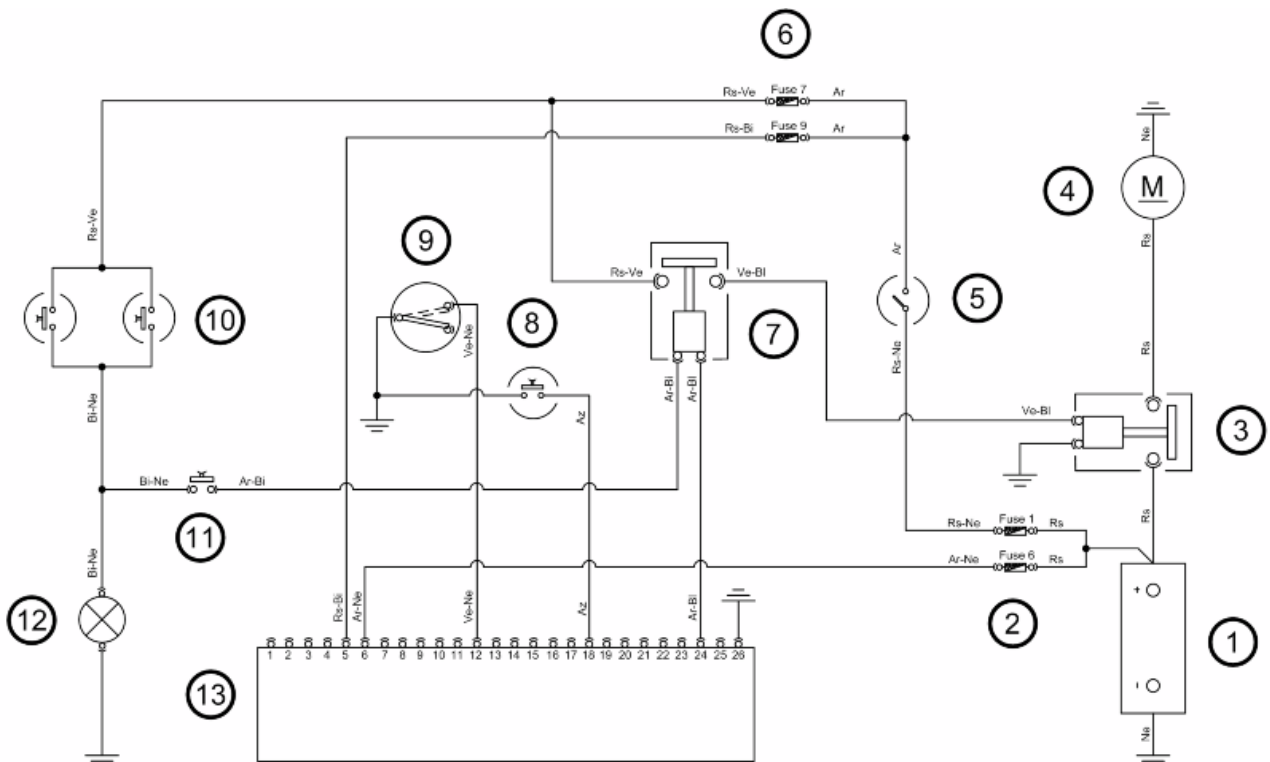 6
Rs-Ve Fuse 7 Ar
Rs-Bi Fuse 9 Ar
Ne
4 M
Rs-Ve
9
Ar
Rs
Rs-Ve Ve-Bl
5
10
8
7
Ve-Ne
Rs-Ne
Rs
Bi-Ne
Az
Ar-Bi
Ar-Bl
Ve-Bl
3
Bi-Ne Ar-Bi
11
Rs
Rs-Ne Fuse 1 Rs
Ar-Ne Fuse 6 Rs
Bi-Ne
12
Rs-Bi
Ar-Ne
Ve-Ne
Az
Ar-Bl
2
+
1
1 2 3 4 5 6 7 8 9 10 11 12 13 14 15 16 17 18 19 20 21 22 23 24 25 26
13
-
Ne